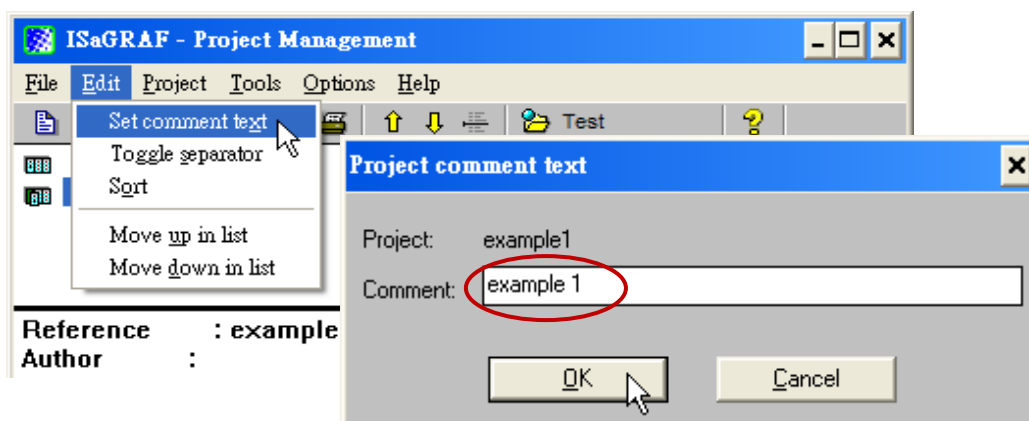 ISaGRAF - Project Management
File Edit Project Tools Options Help
Test
Set comment text
Toggle separator
Sort
Move up in list
Move down in list
Reference : example
Author :
Project comment text
Project: example1
Comment: example 1
OK Cancel